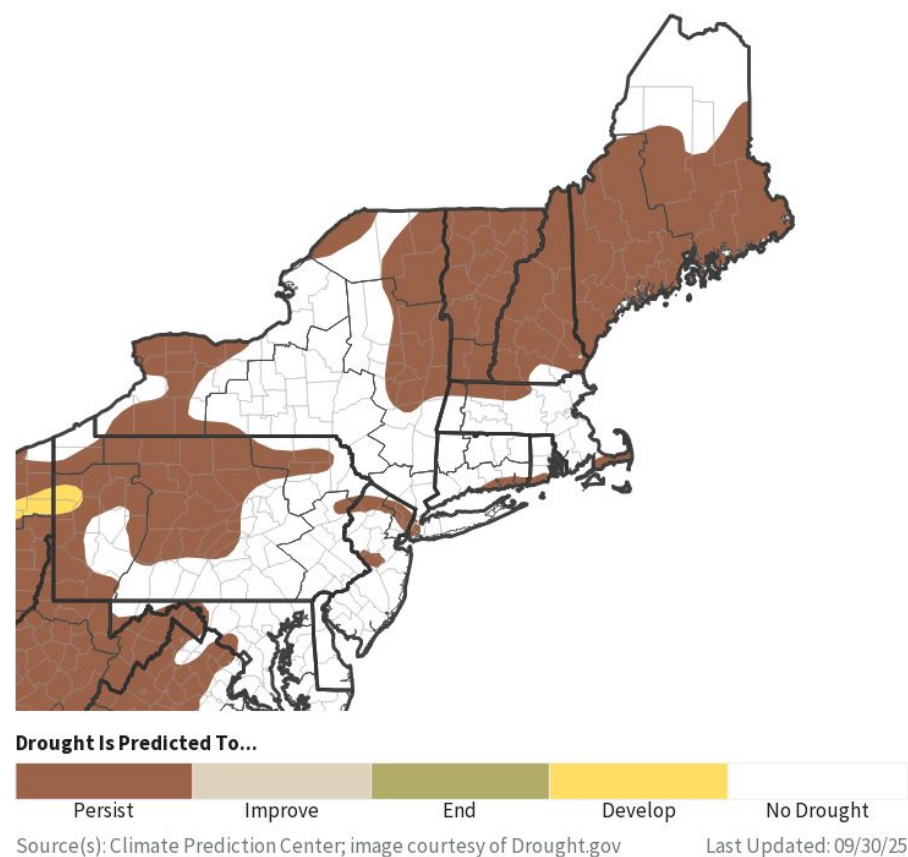 Drought Is Predicted To...
Persist Improve End Develop No Drought
Source(s): Climate Prediction Center; image courtesy of Drought.gov Last Updated: 09/30/25